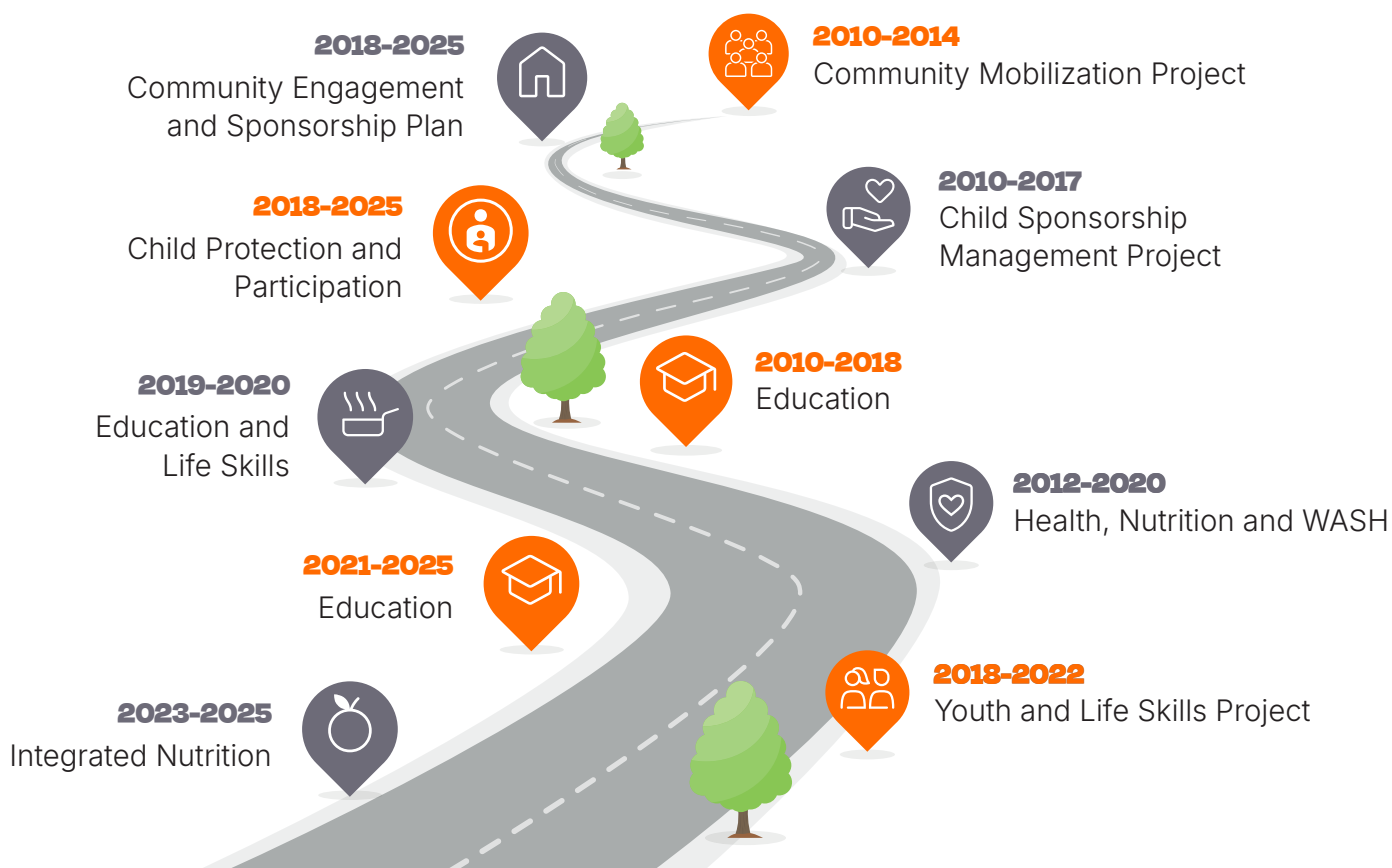 2018-2025
Community Engagement
and Sponsorship Plan
2010-2014
Community Mobilization Project
2018-2025
Child Protection and
Participation
2010-2017
Child Sponsorship
Management Project
2019-2020
Education and
Life Skills
2010-2018
Education
2012-2020
Health, Nutrition and WASH
2021-2025
Education
2018-2022
Youth and Life Skills Project
2023-2025
Integrated Nutrition